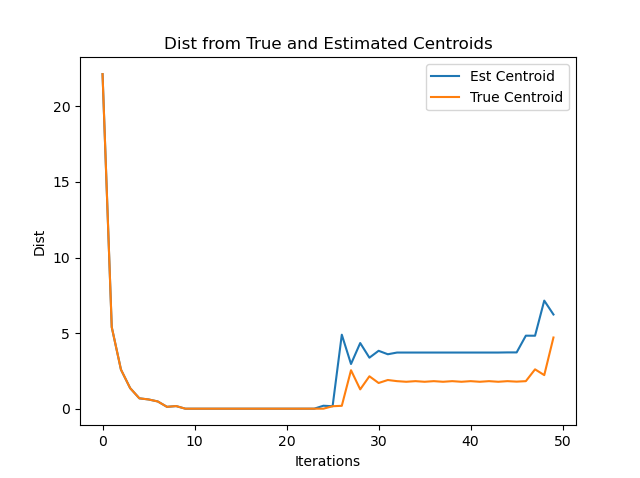 Dist from True and Estimated Centroids
Est Centroid
True Centroid
20
15
10
5
0
Dist
0 10 20 30 40 50
Iterations